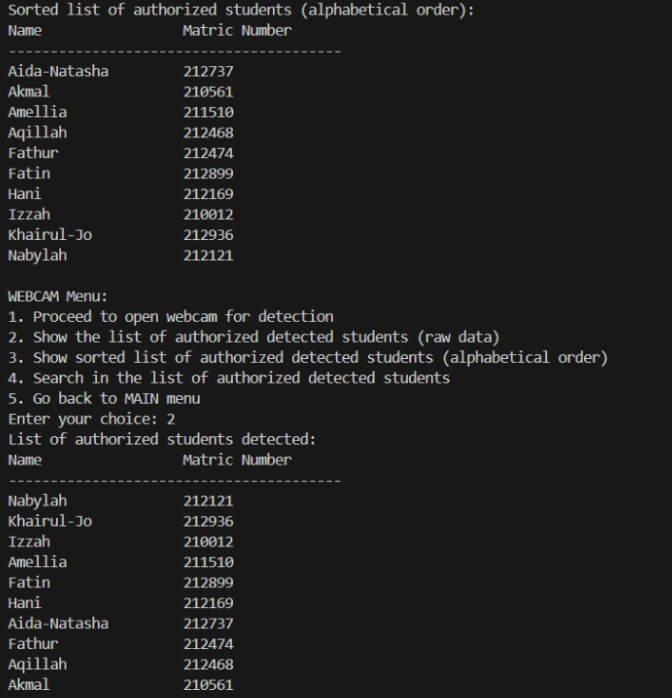 Sorted list of authorized students (alphabetical order):
Name Matric Number
----------------------------------------
Aida-Natasha 212737
Akmal 210561
Amellia 211510
Aqillah 212468
Fathur 212474
Fatin 212899
Hani 212169
Izzah 210012
Khairul-Jo 212936
Nabylah 212121
WEBCAM Menu:
1. Proceed to open webcam for detection
2. Show the list of authorized detected students (raw data)
3. Show sorted list of authorized detected students (alphabetical order)
4. Search in the list of authorized detected students
5. Go back to MAIN menu
Enter your choice: 2
List of authorized students detected:
Name Matric Number
----------------------------------------
Nabylah 212121
Khairul-Jo 212936
Izzah 210012
Amellia 211510
Fatin 212899
Hani 212169
Aida-Natasha 212737
Fathur 212474
Aqillah 212468
Akmal 210561